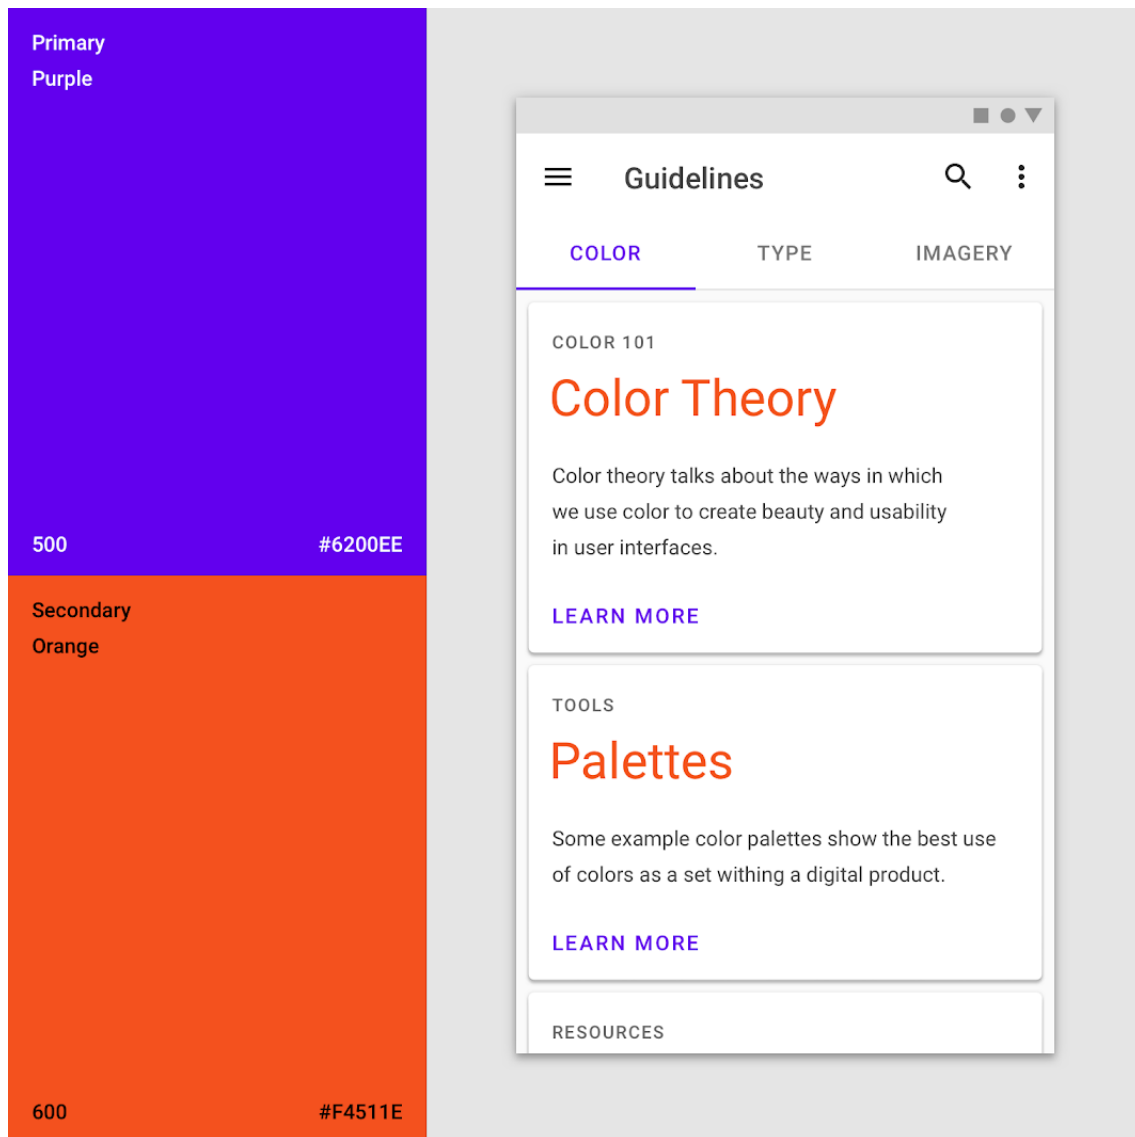 Primary
Purple
500 #6200EE
Secondary
Orange
600 #F4511E
Guidelines
COLOR TYPE IMAGERY
COLOR 101
Color Theory
Color theory talks about the ways in which
we use color to create beauty and usability
in user interfaces.
LEARN MORE
TOOLS
Palettes
Some example color palettes show the best use
of colors as a set withing a digital product.
LEARN MORE
RESOURCES